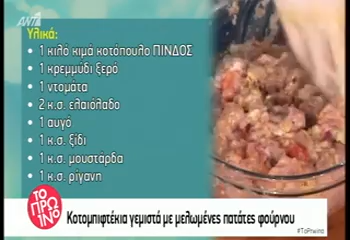 ΑΝΤ1
Υλικά:
• 1 κιλό κιμά κοτόπουλο ΠΙΝΔΟΣ
• 1 κρεμμύδι ξερό
• 1 ντομάτα
• 2 κ.σ. ελαιόλαδο
• 1 αυγό
• 1 κ.σ. ξίδι
• 1 κ.σ. μουστάρδα
• 1 κ.σ. ρίγανη
ΤΟ ΠΡΩΙΝΟ
Κοτομπιφτέκια γεμιστά με μελωμένες πατάτες φούρνου
#ToPrwino